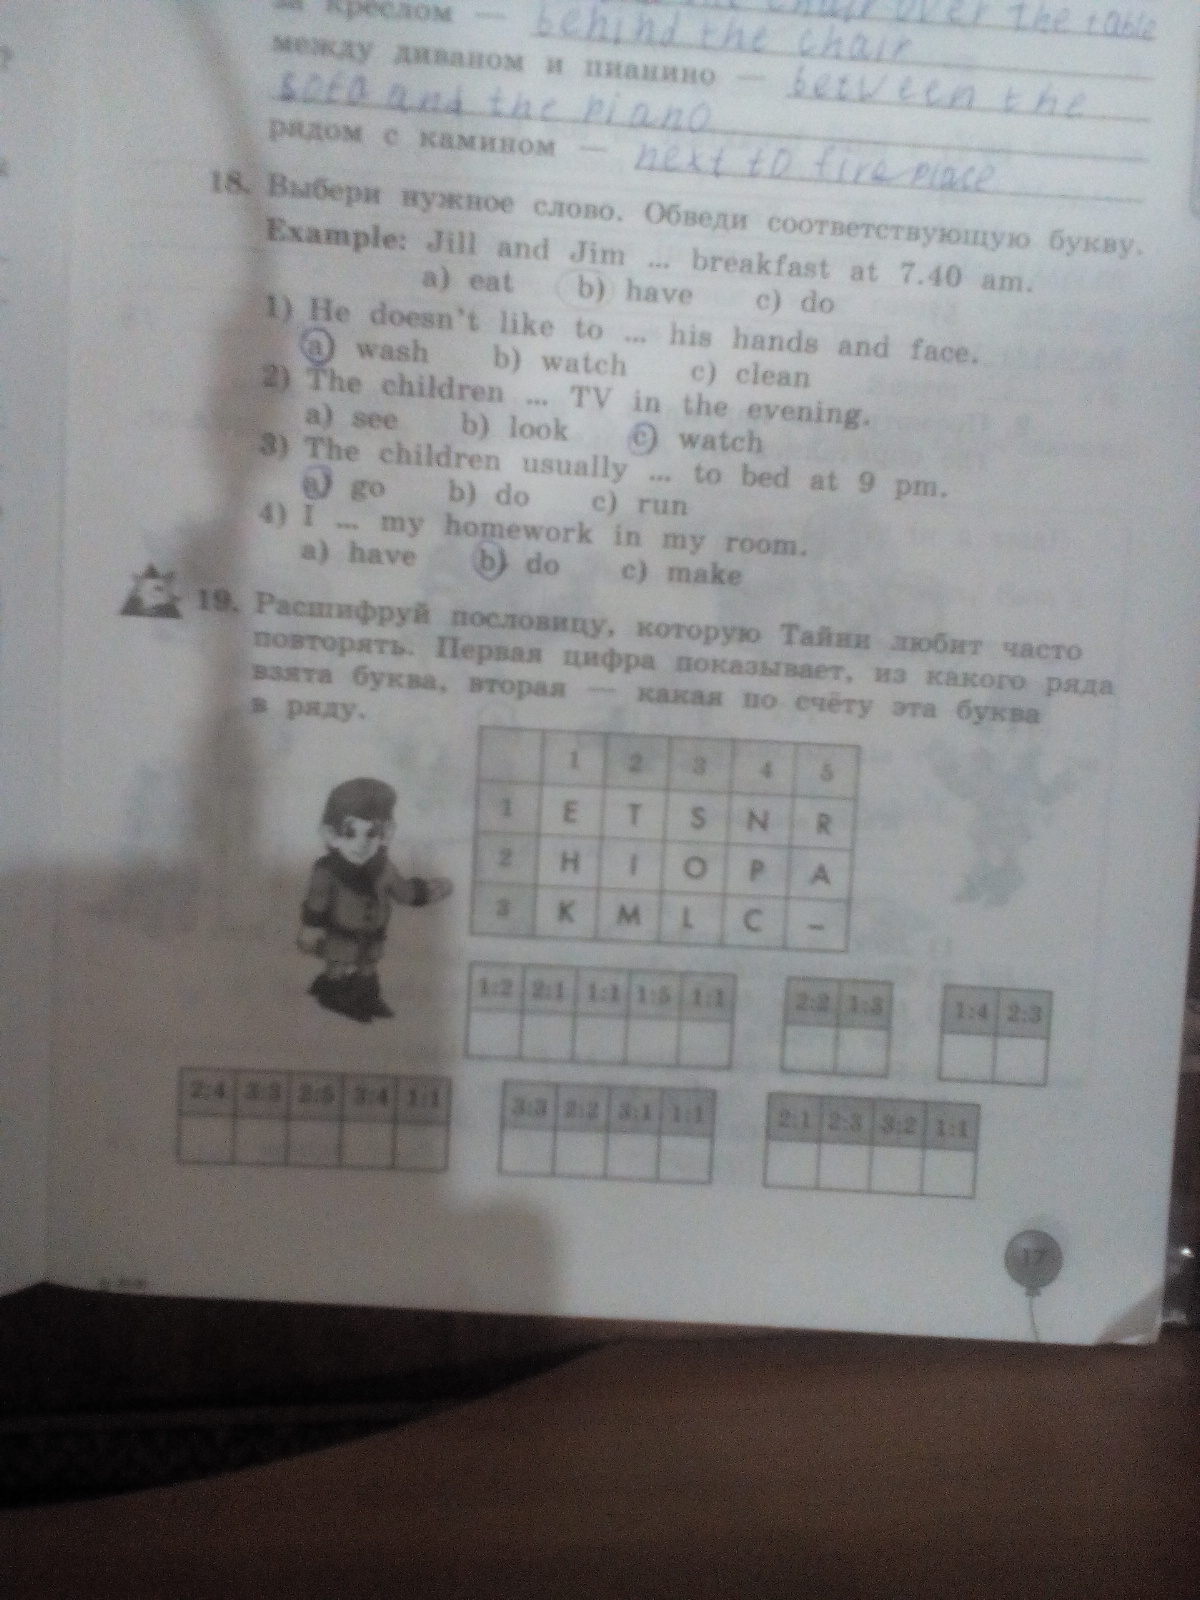 за креслом — the chair over the table
behind the chair
между диваном и пианино — between the
sofa and the piano
рядом с камином — next to fire place
18. Выбери нужное слово. Обведи соответствующую букву.
Example: Jill and Jim ... breakfast at 7.40 am.
a) eat b) have c) do
1) He doesn't like to ... his hands and face.
a) wash b) watch c) clean
2) The children ... TV in the evening.
a) see b) look c) watch
3) The children usually ... to bed at 9 pm.
a) go b) do c) run
4) I ... my homework in my room.
a) have b) do c) make
19. Расшифруй пословицу, которую Тайни любит часто
повторять. Первая цифра показывает, из какого ряда
взята буква, вторая — какая по счёту эта буква
в ряду.
1 2 3 4 5
1 E T S N R
2 H I O P A
3 K M L C –
1:2 2:1 1:1 1:5 1:1 2:2 1:3 1:4 2:3
2:4 3:3 2:5 3:4 1:1 3:3 2:2 3:1 1:1 2:1 2:3 3:2 1:1
17